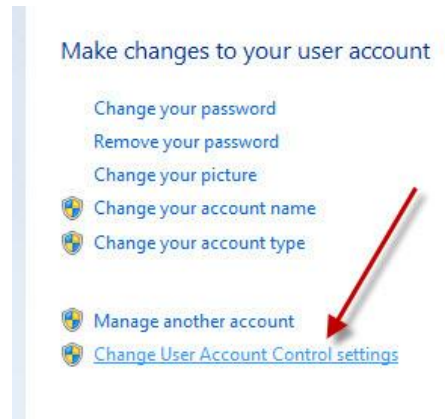 Make changes to your user account
Change your password
Remove your password
Change your picture
Change your account name
Change your account type
Manage another account
Change User Account Control settings